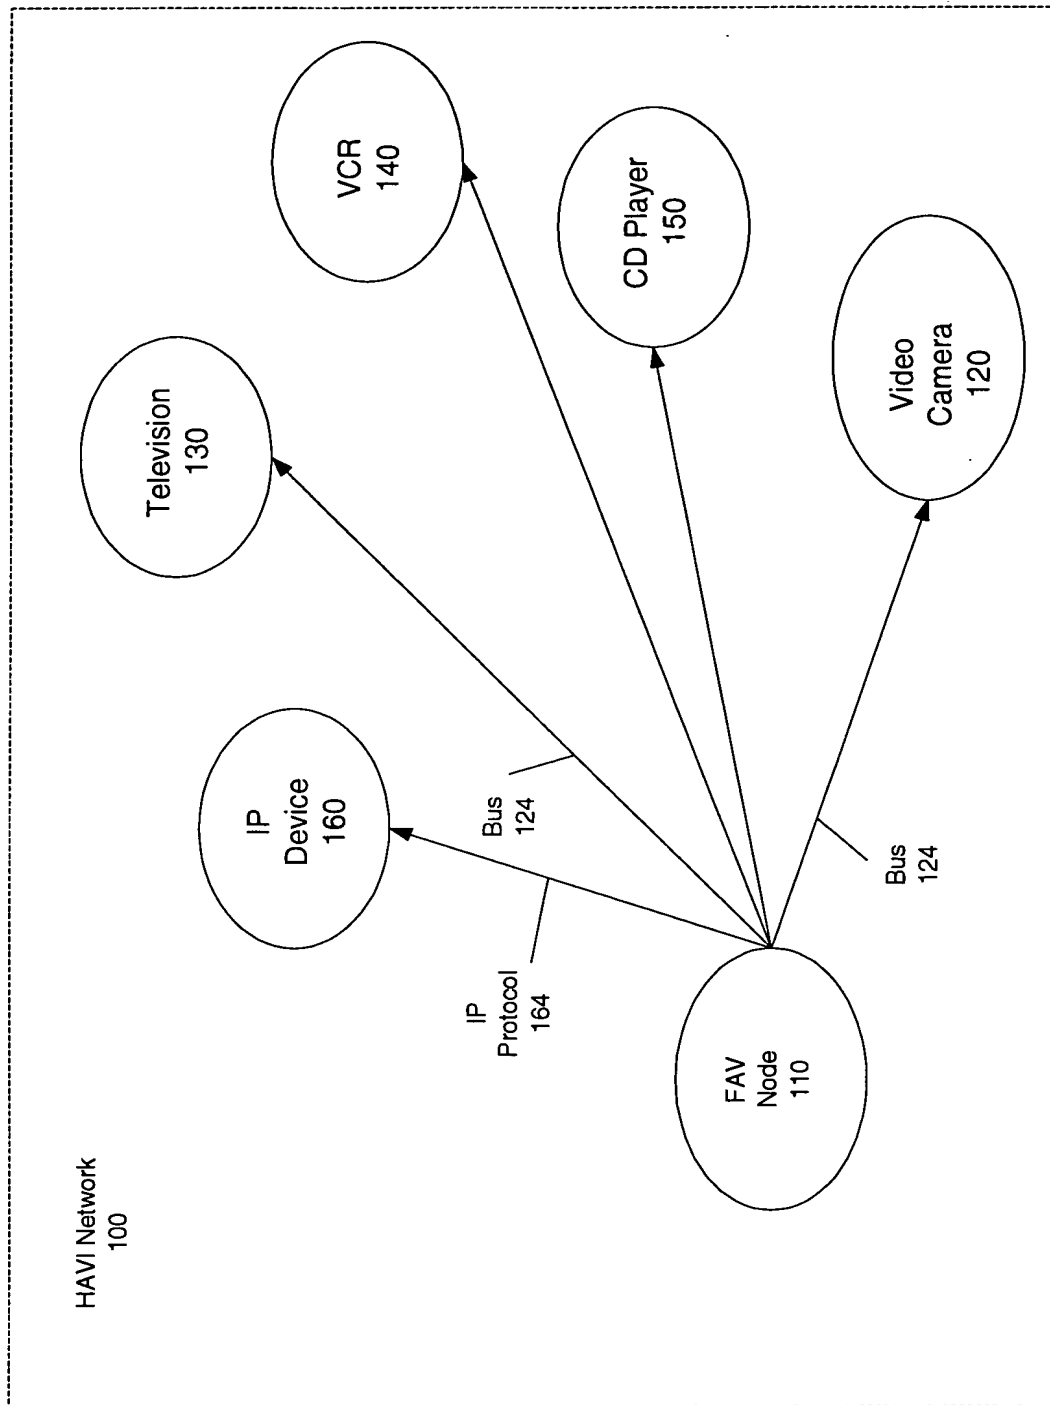 HAVI Network
100
IP
Device
160
Television
130
VCR
140
IP
Protocol
164
Bus
124
CD Player
150
FAV
Node
110
Bus
124
Video
Camera
120